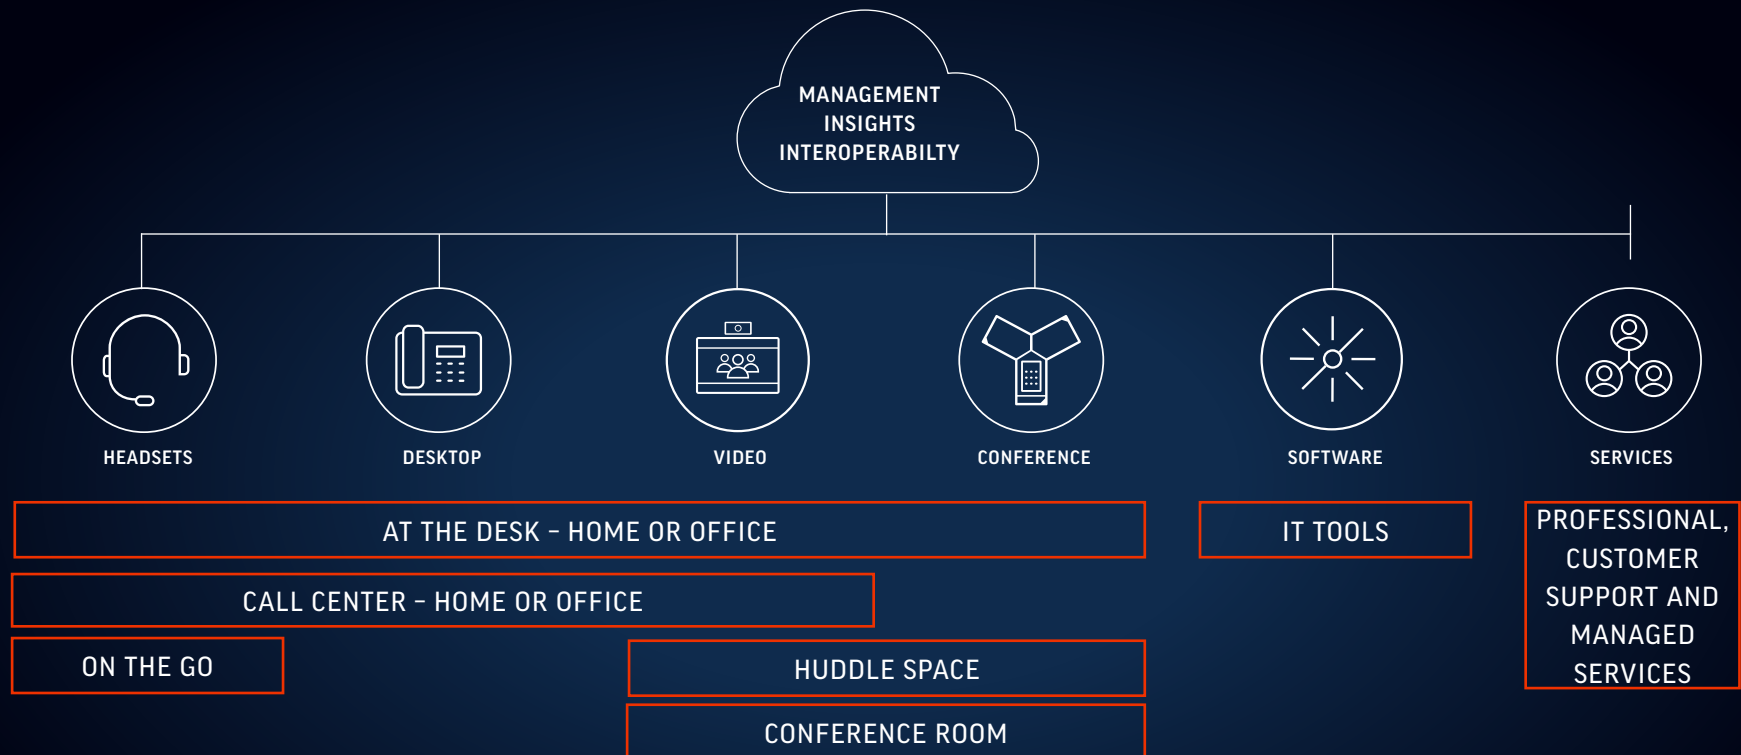 MANAGEMENT
INSIGHTS
INTEROPERABILTY
HEADSETS
DESKTOP
VIDEO
CONFERENCE
SOFTWARE
SERVICES
AT THE DESK – HOME OR OFFICE
IT TOOLS
PROFESSIONAL,
CUSTOMER
SUPPORT AND
MANAGED
SERVICES
CALL CENTER – HOME OR OFFICE
ON THE GO
HUDDLE SPACE
CONFERENCE ROOM